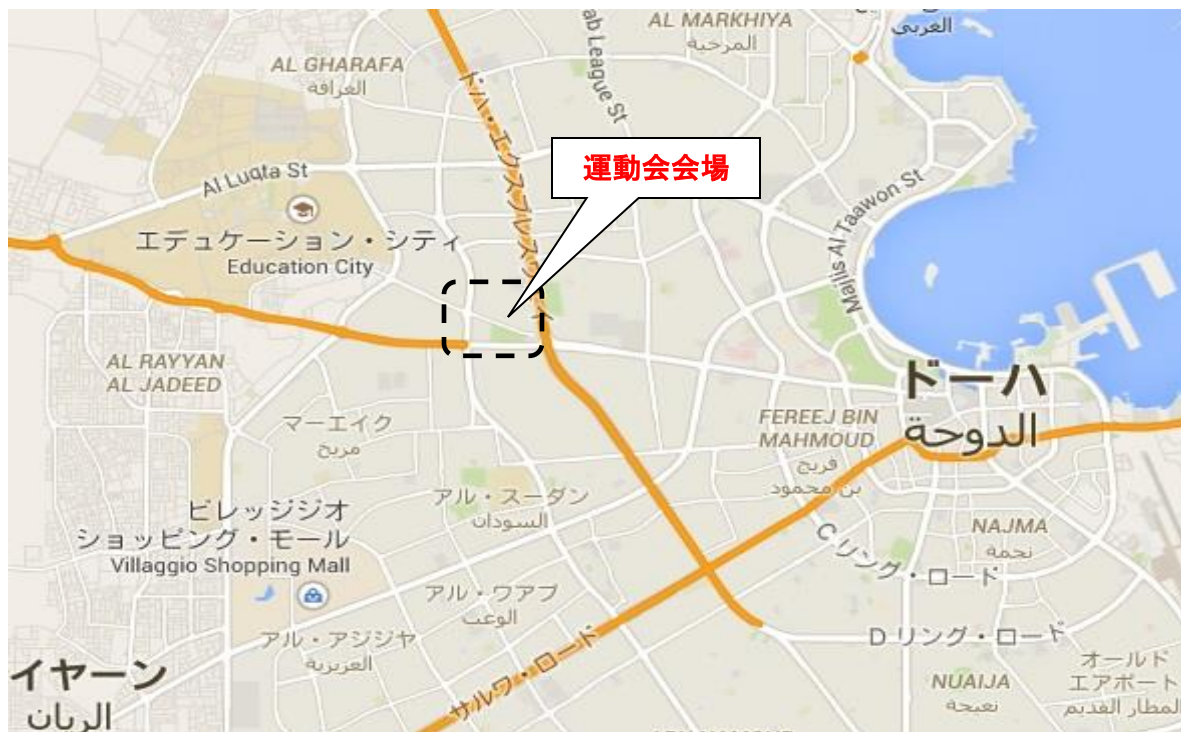 AL MARKHIYA
المرخية
الغربي
AL GHARAFA
الغرافة
ab League St
ドハ・エクスプレスウェイ
運動会会場
Al Luqta St
エデュケーション・シティ
Education City
Majlis Al Taawon St
AL RAYYAN
AL JADEED
マーエイク
مريخ
ドーハ
الدوحة
FEREEJ BIN
MAHMOUD
فريج
بن محمود
アル・スーダン
السودان
ビレッジジオ
ショッピング・モール
Villaggio Shopping Mall
NAJMA
نجمة
C リング・ロード
アル・ワアブ
الوعب
アル・アジジヤ
العزيزية
サルワ・ロード
D リング・ロード
イヤーン
الريان
NUAIJA
نعيجة
オールド
エアポート
المطار القديم